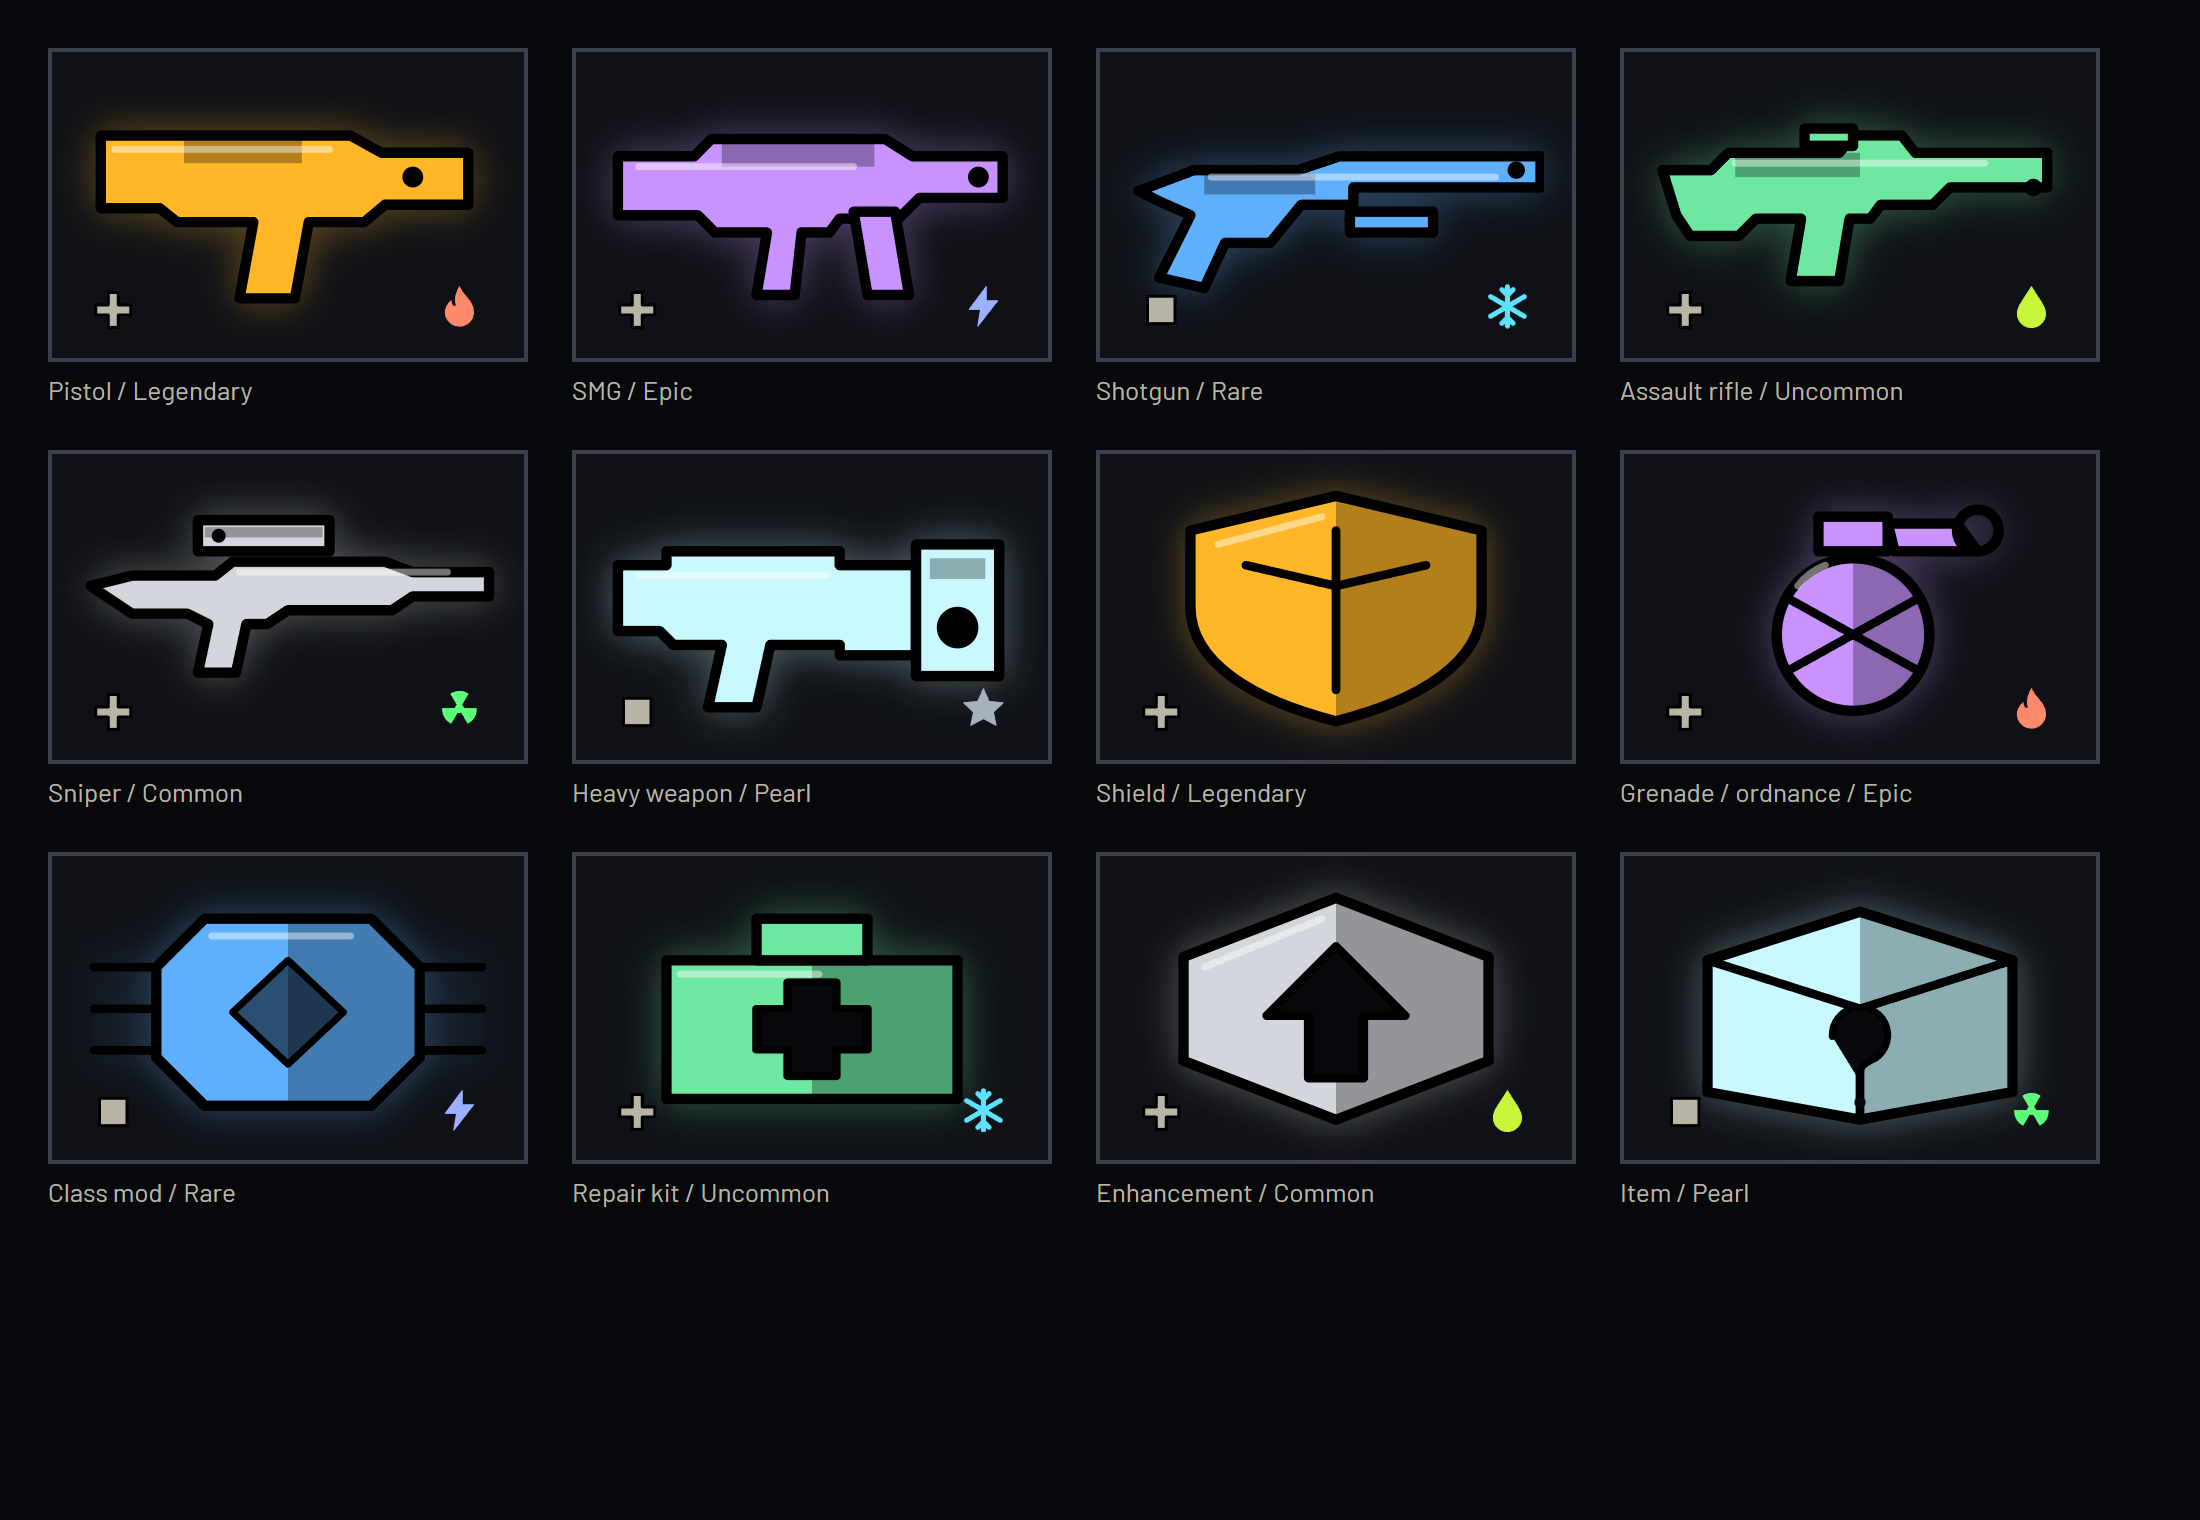 Pistol / Legendary
SMG / Epic
Shotgun / Rare
Assault rifle / Uncommon
Sniper / Common
Heavy weapon / Pearl
Shield / Legendary
Grenade / ordnance / Epic
Class mod / Rare
Repair kit / Uncommon
Enhancement / Common
Item / Pearl